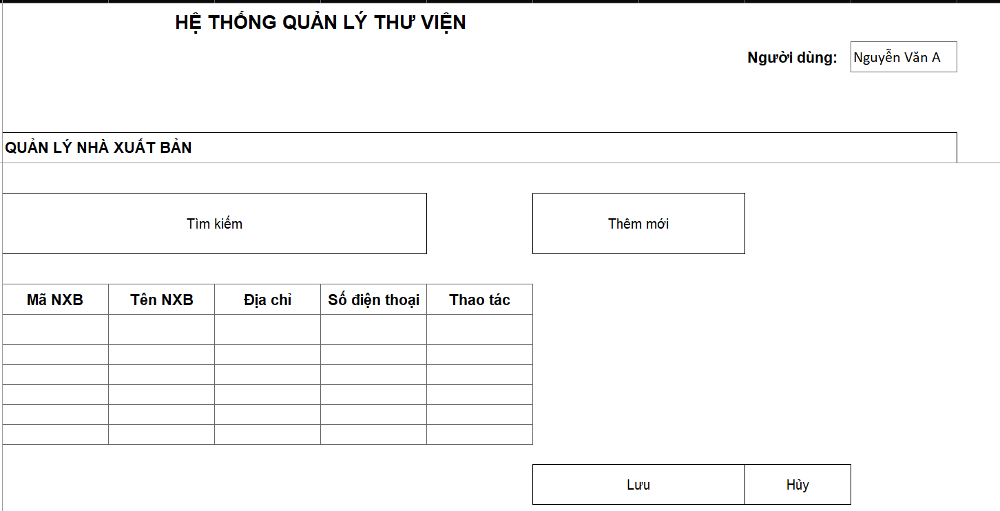 HỆ THỐNG QUẢN LÝ THƯ VIỆN
Người dùng: Nguyễn Văn A
QUẢN LÝ NHÀ XUẤT BẢN
Tìm kiếm Thêm mới
Mã NXB Tên NXB Địa chỉ Số điện thoại Thao tác
Lưu Hủy